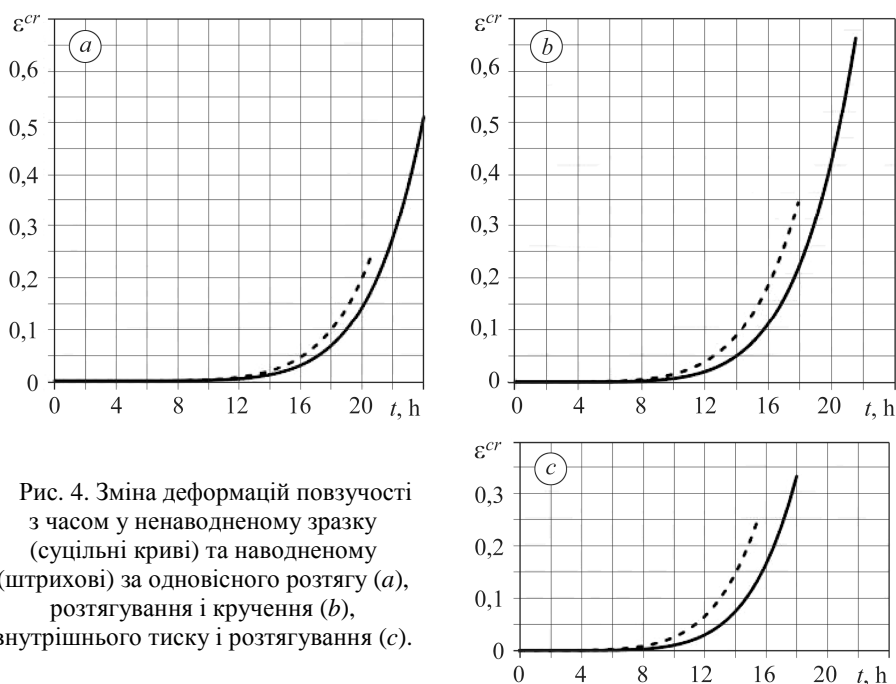 ε^cr
a
0,6
0,5
0,4
0,3
0,2
0,1
0
0 4 8 12 16 20 t, h
ε^cr
b
0,6
0,5
0,4
0,3
0,2
0,1
0
0 4 8 12 16 20 t, h
ε^cr
c
0,3
0,2
0,1
0
0 4 8 12 16 20 t, h
Рис. 4. Зміна деформацій повзучості
з часом у ненаводненому зразку
(суцільні криві) та наводненому
(штрихові) за одновісного розтягу (a),
розтягування і кручення (b),
внутрішнього тиску і розтягування (c).